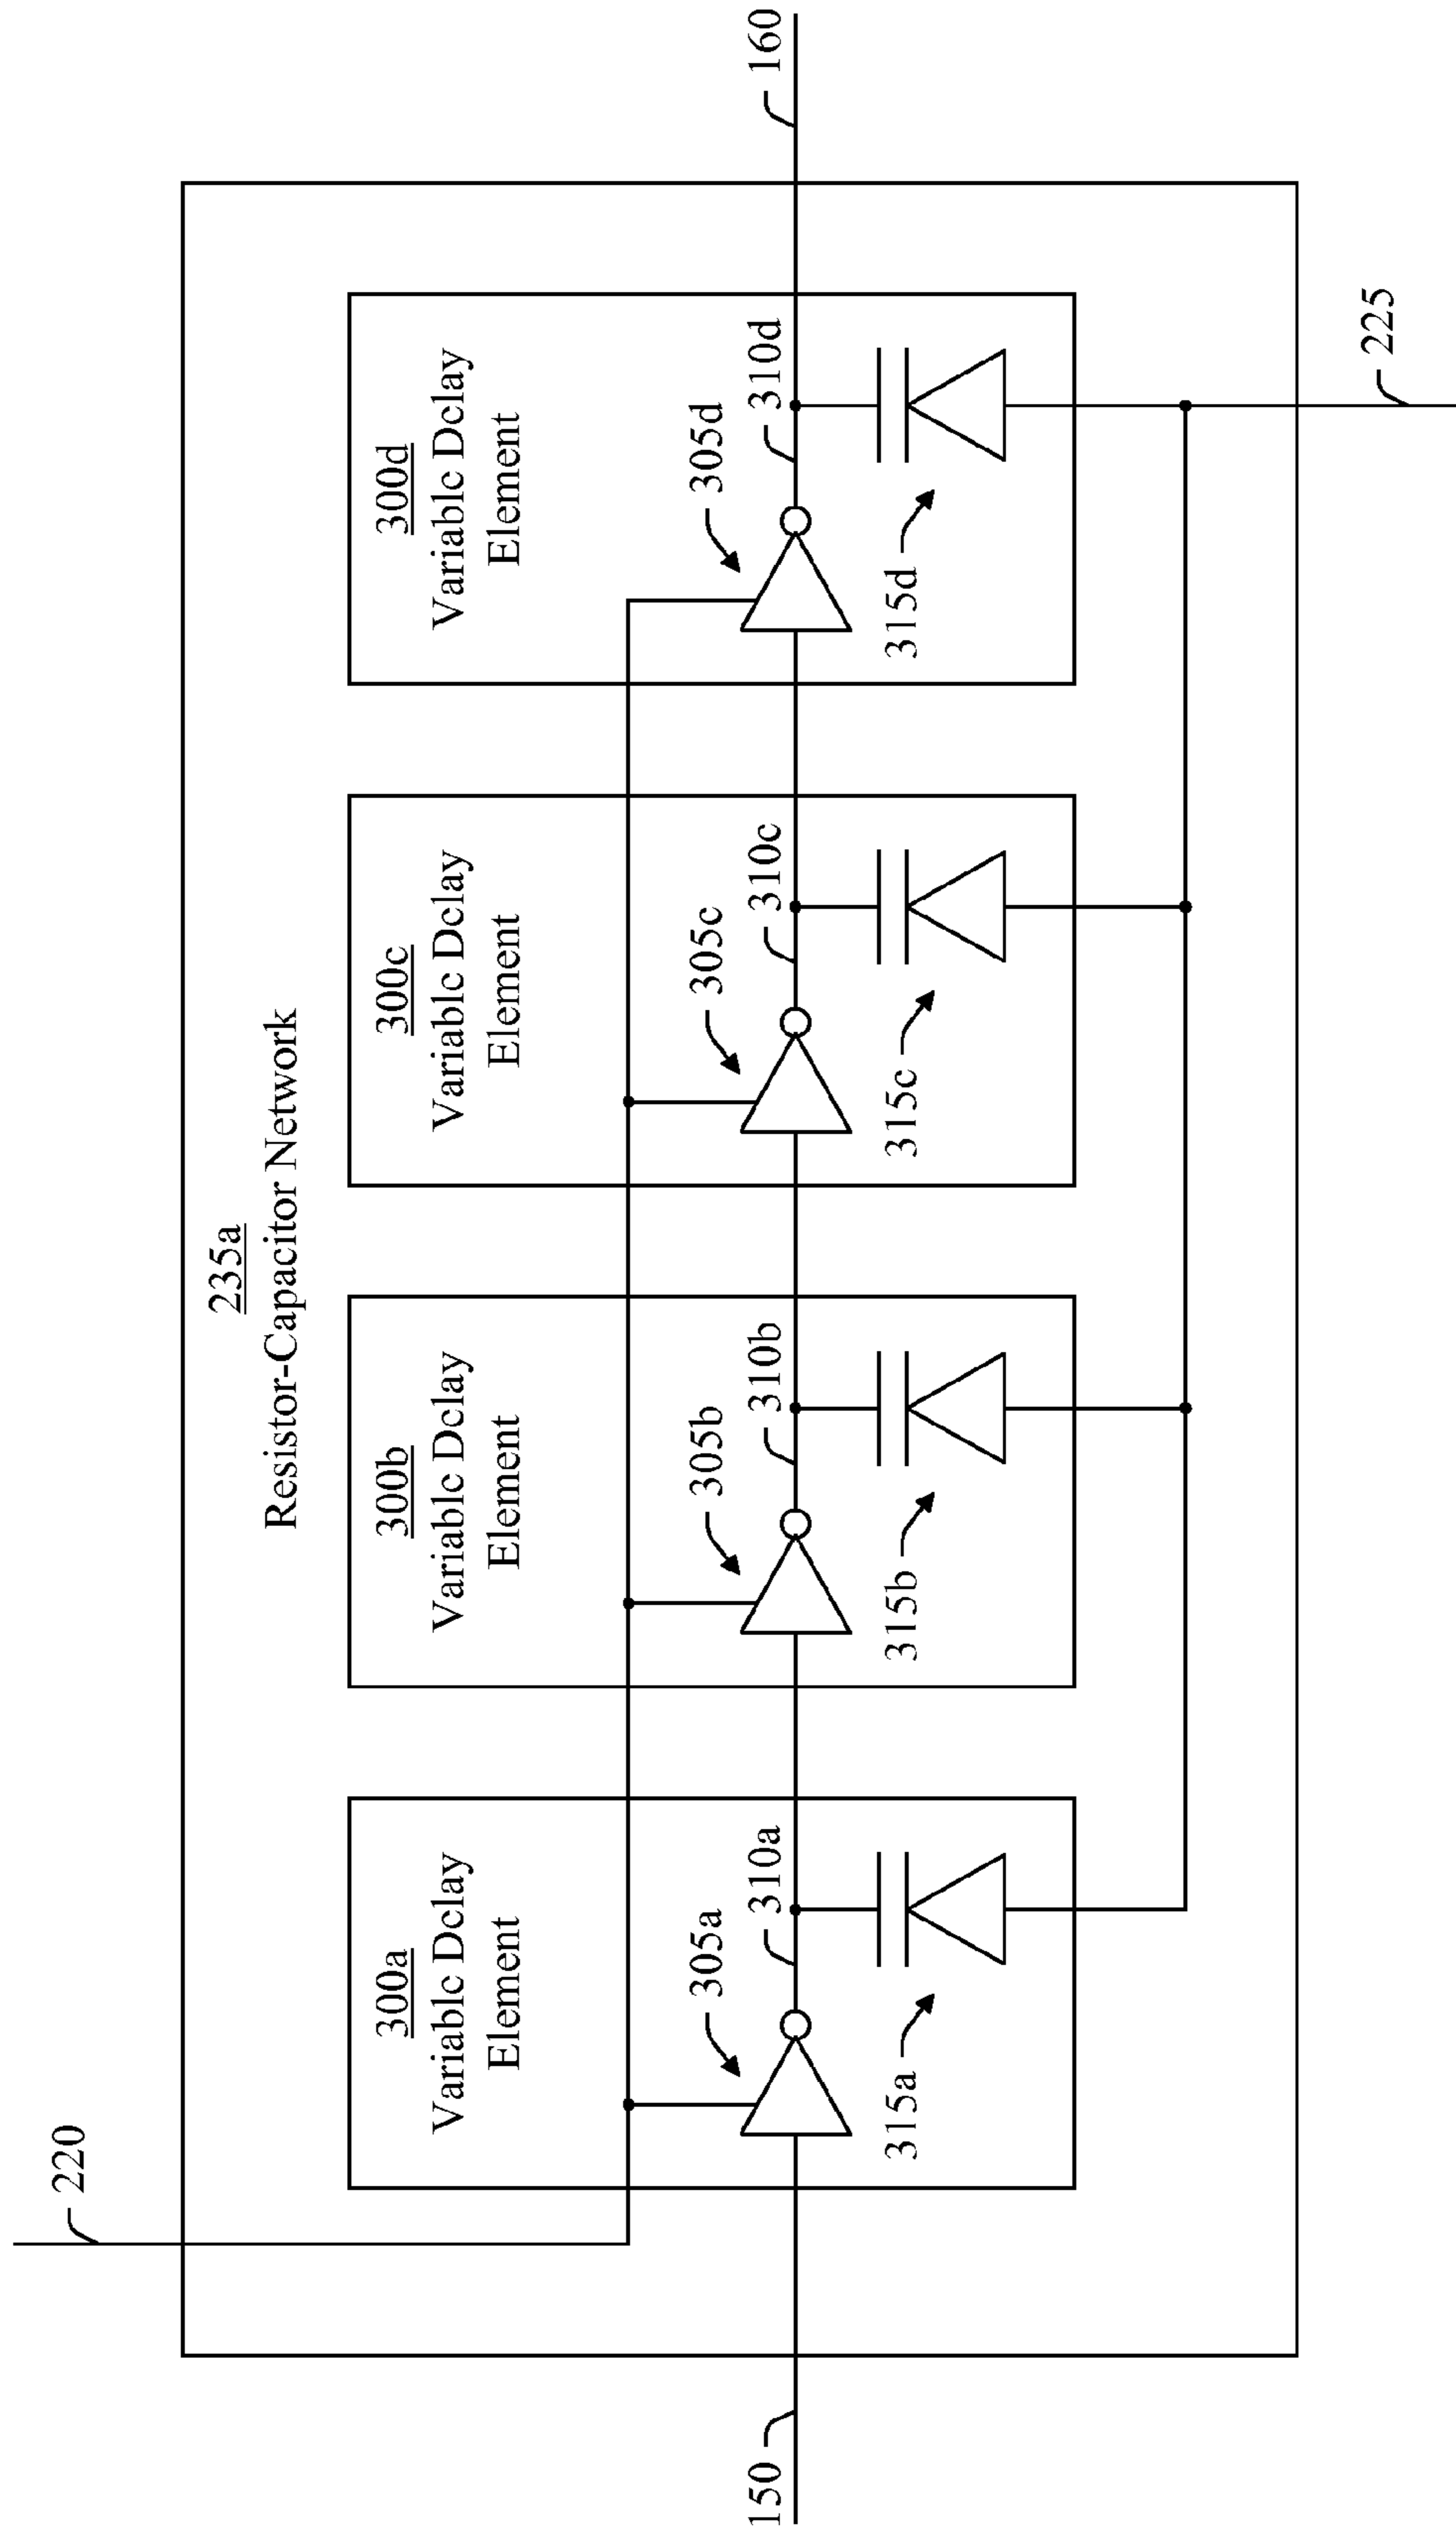 235a
Resistor-Capacitor Network
220
300a
Variable Delay
Element
300b
Variable Delay
Element
300c
Variable Delay
Element
300d
Variable Delay
Element
305a
310a
305b
310b
305c
310c
305d
310d
150
160
315a
315b
315c
315d
225